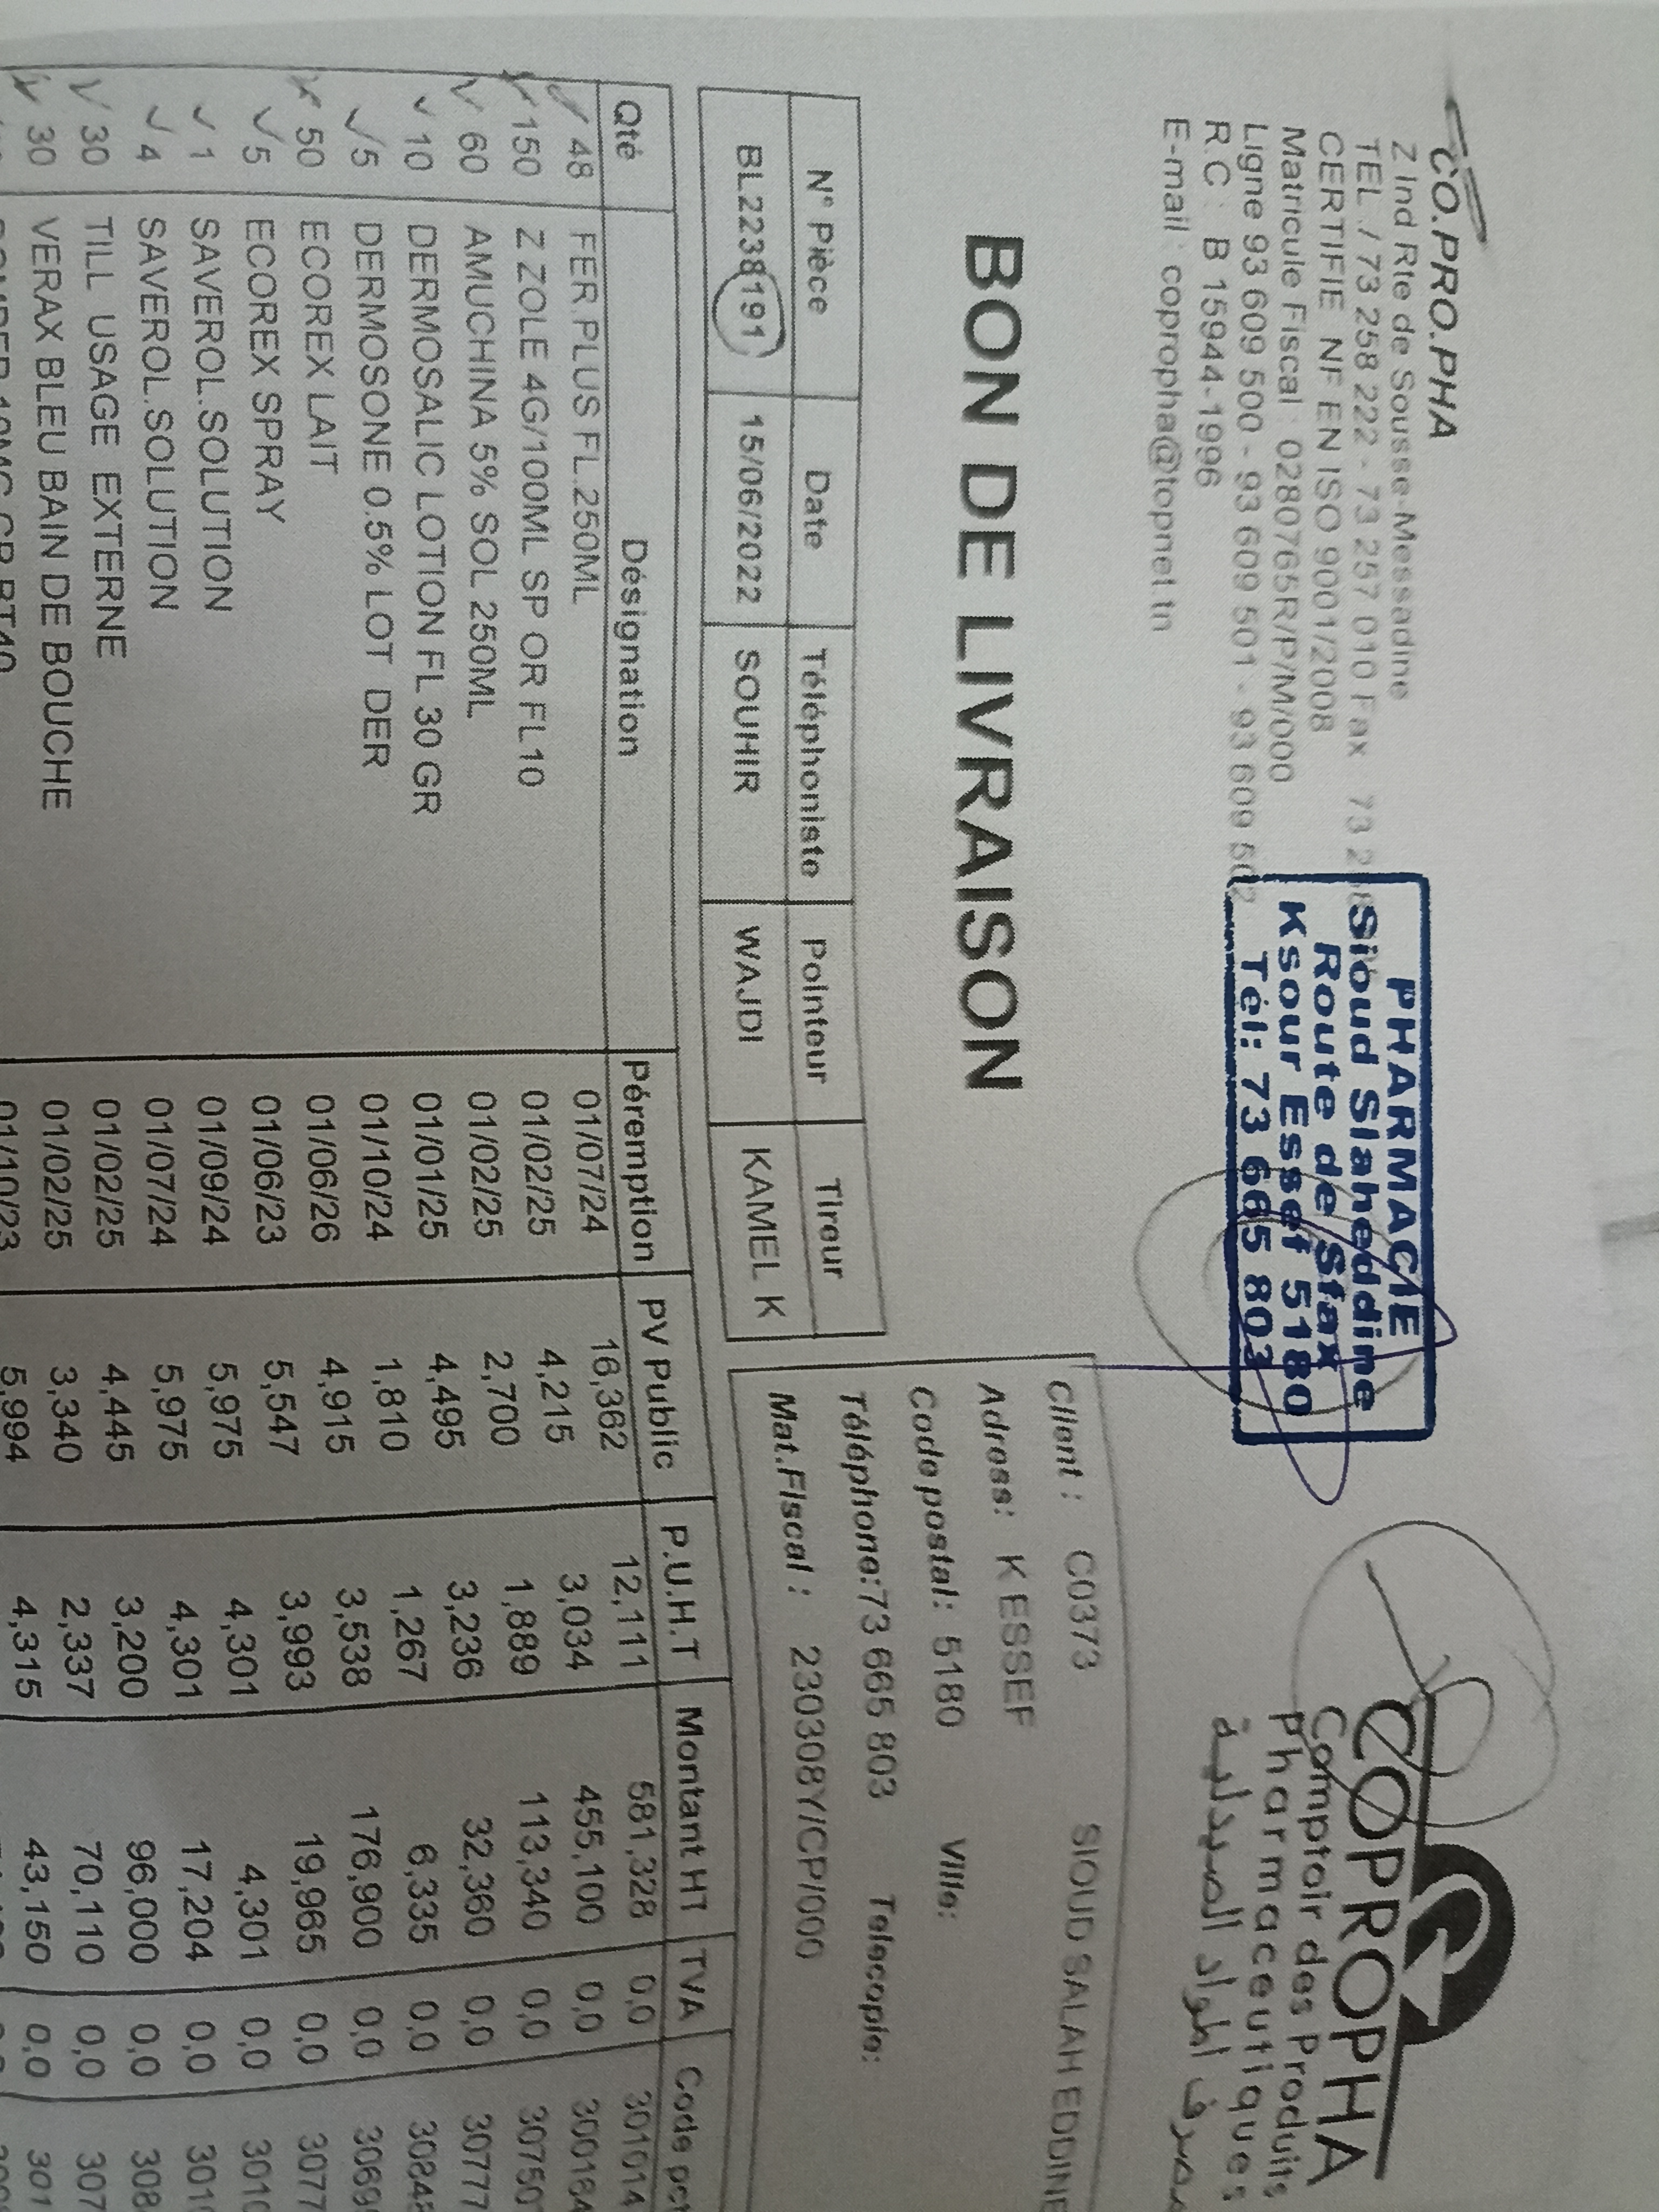 CO.PRO.PHA
Z Ind Rte de Sousse-Messadine
TEL ./ 73 258 222 - 73 257 010 Fax 73 2
CERTIFIE NF EN ISO 9001/2008
Matricule Fiscal : 0280765R/P/M/000
Ligne 93 609 500 - 93 609 501 - 93 609 502
R C : B 15944-1996
E-mail : copropha@topnet.tn
PHARMACIE
Sioud Slaheddine
Route de Sfax
Ksour Essef 5180
Tél: 73 665 803
COPROPHA
Comptoir des Produits
Pharmaceutiques
مصرف المواد الصيدلية
BON DE LIVRAISON
N° Pièce Date Téléphoniste Pointeur Tireur
BL2238191 15/06/2022 SOUHIR WAJDI KAMEL K
Client : C0373 SIOUD SALAH EDDINE
Adress: K ESSEF
Code postal: 5180 Ville:
Téléphone:73 665 803 Telecopie:
Mat.Fiscal : 230308Y/CP/000
Qté Désignation Péremption PV Public P.U.H.T Montant HT TVA Code pct
48 FER.PLUS FL.250ML 01/07/24 16,362 12,111 581,328 0,0 301014
150 Z ZOLE 4G/100ML SP OR FL10 01/02/25 4,215 3,034 455,100 0,0 300164
60 AMUCHINA 5% SOL 250ML 01/02/25 2,700 1,889 113,340 0,0 30750
10 DERMOSALIC LOTION FL 30 GR 01/01/25 4,495 3,236 32,360 0,0 30777
5 DERMOSONE 0.5% LOT DER 01/10/24 1,810 1,267 6,335 0,0 30848
50 ECOREX LAIT 01/06/26 4,915 3,538 176,900 0,0 3069
5 ECOREX SPRAY 01/06/23 5,547 3,993 19,965 0,0 3077
1 SAVEROL.SOLUTION 01/09/24 5,975 4,301 4,301 0,0 3010
4 SAVEROL.SOLUTION 01/07/24 5,975 4,301 17,204 0,0 301
30 TILL USAGE EXTERNE 01/02/25 4,445 3,200 96,000 0,0 308
30 VERAX BLEU BAIN DE BOUCHE 01/02/25 3,340 2,337 70,110 0,0 307
01/10/23 5,994 4,315 43,150 0,0 301